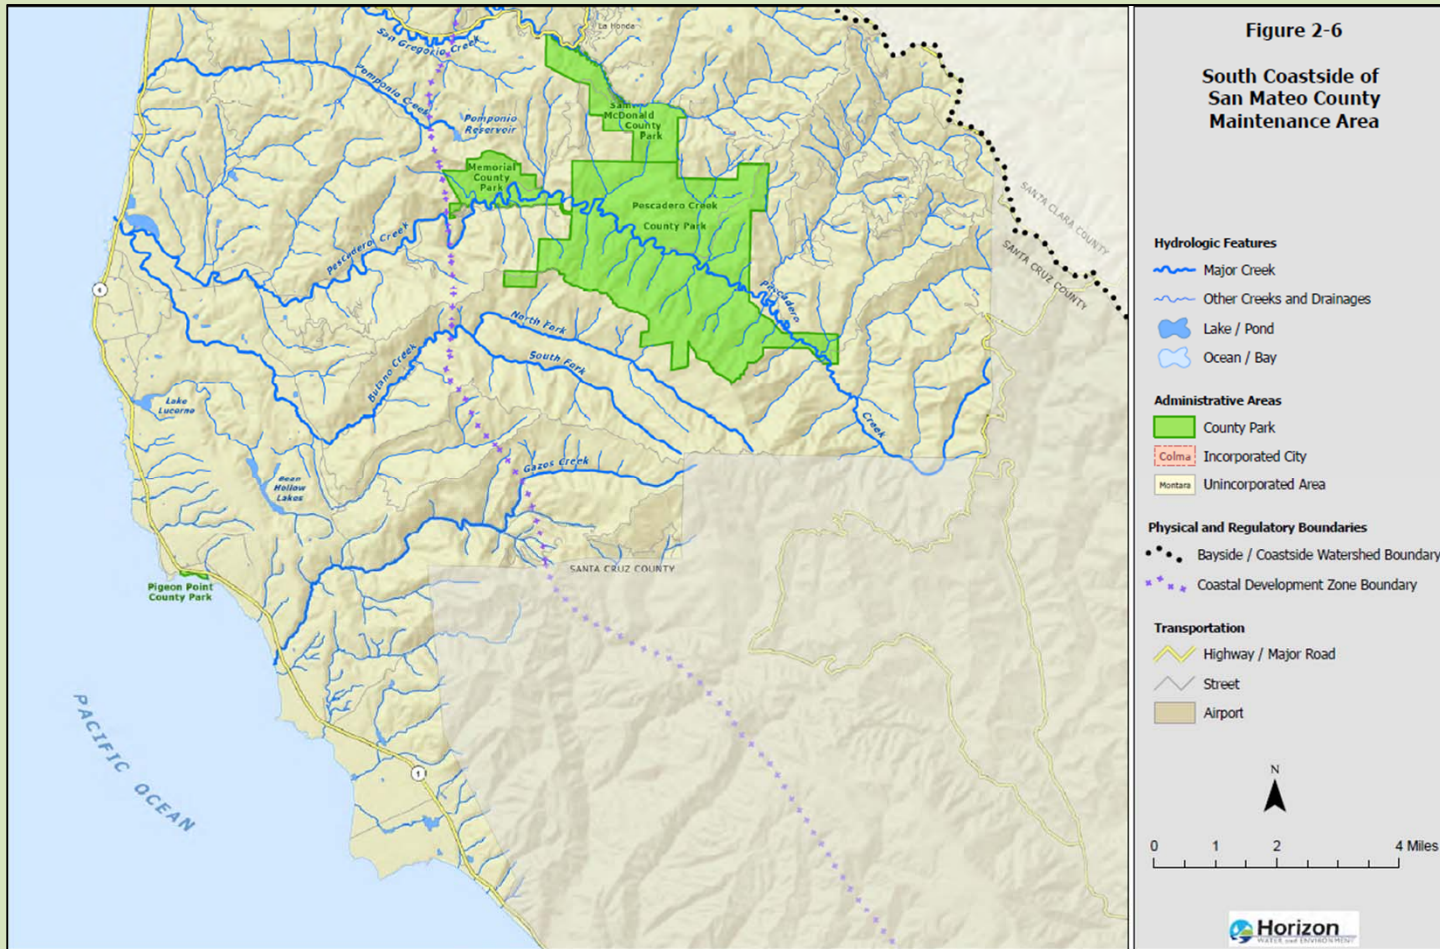 La Honda
San Gregorio Creek
Pomponio Creek
Pomponio
Reservoir
Sam
McDonald
County
Park
Memorial
County
Park
Pescadero Creek
County Park
Pescadero Creek
Pescadero
Creek
North Fork
South Fork
Butano Creek
Lake
Lucerne
Bean
Hollow
Lakes
Gazos Creek
Pigeon Point
County Park
SANTA CRUZ COUNTY
SANTA CLARA COUNTY
SANTA CRUZ COUNTY
1
PACIFIC OCEAN
Figure 2-6
South Coastside of
San Mateo County
Maintenance Area
Hydrologic Features
Major Creek
Other Creeks and Drainages
Lake / Pond
Ocean / Bay
Administrative Areas
County Park
Colma Incorporated City
Montara Unincorporated Area
Physical and Regulatory Boundaries
Bayside / Coastside Watershed Boundary
Coastal Development Zone Boundary
Transportation
Highway / Major Road
Street
Airport
N
0 1 2 4 Miles
Horizon
WATER and ENVIRONMENT